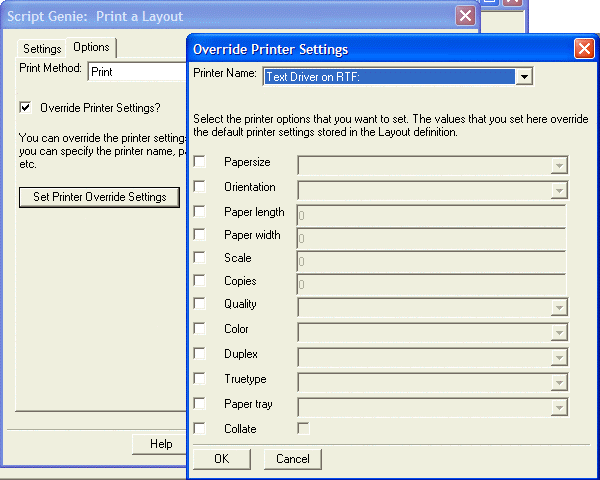 Script Genie: Print a Layout
Settings
Options
Print Method:
Print
Override Printer Settings?
You can override the printer settings
you can specify the printer name, pa
etc.
Set Printer Override Settings
Help
Override Printer Settings
Printer Name:
Text Driver on RTF:
Select the printer options that you want to set. The values that you set here override
the default printer settings stored in the Layout definition.
Papersize
Orientation
Paper length
0
Paper width
0
Scale
0
Copies
0
Quality
Color
Duplex
Truetype
Paper tray
Collate
OK
Cancel